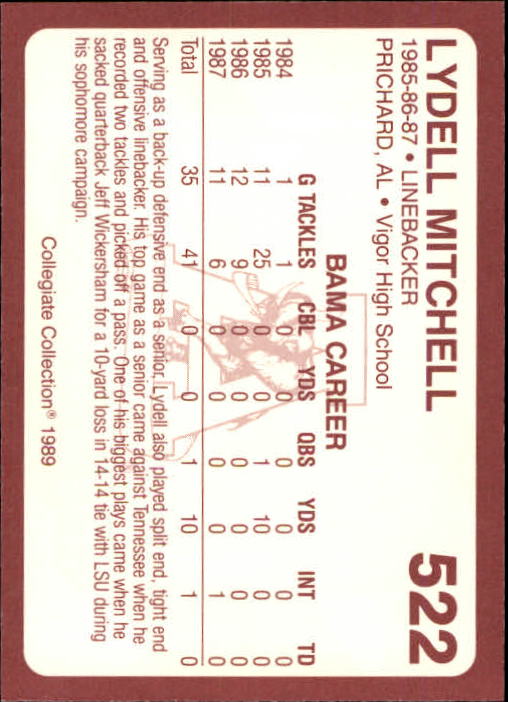 LYDELL MITCHELL 522
1985-86-87 • LINEBACKER
PRICHARD, AL • Vigor High School
BAMA CAREER
G TACKLES CBL YDS QBS YDS INT TD
1984 1 1 0 0 0 0 0 0
1985 11 25 0 0 1 10 0 0
1986 12 9 0 0 0 0 0 0
1987 11 6 0 0 0 0 1 0
Total 35 41 0 0 1 10 1 0
Serving as a back-up defensive end as a senior, Lydell also played split end, tight end
and offensive linebacker. His top game as a senior came against Tennessee when he
recorded two tackles and picked off a pass. One of his biggest plays came when he
sacked quarterback Jeff Wickersham for a 10-yard loss in 14-14 tie with LSU during
his sophomore campaign.
Collegiate Collection® 1989